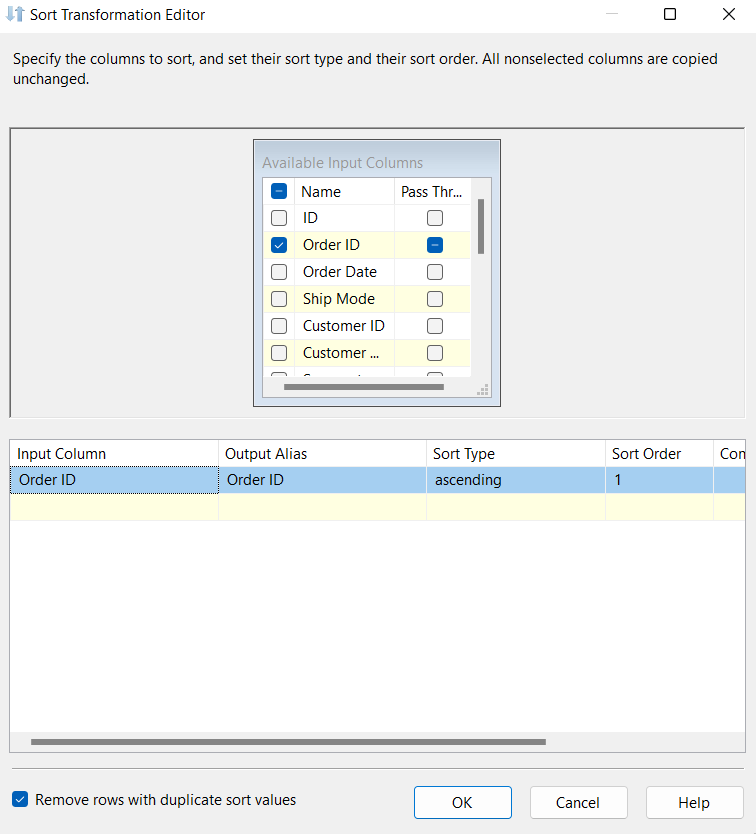 Sort Transformation Editor
Specify the columns to sort, and set their sort type and their sort order. All nonselected columns are copied
unchanged.
Available Input Columns
Name Pass Thr...
ID
Order ID
Order Date
Ship Mode
Customer ID
Customer ...
Input Column Output Alias Sort Type Sort Order Con
Order ID Order ID ascending 1
Remove rows with duplicate sort values
OK Cancel Help